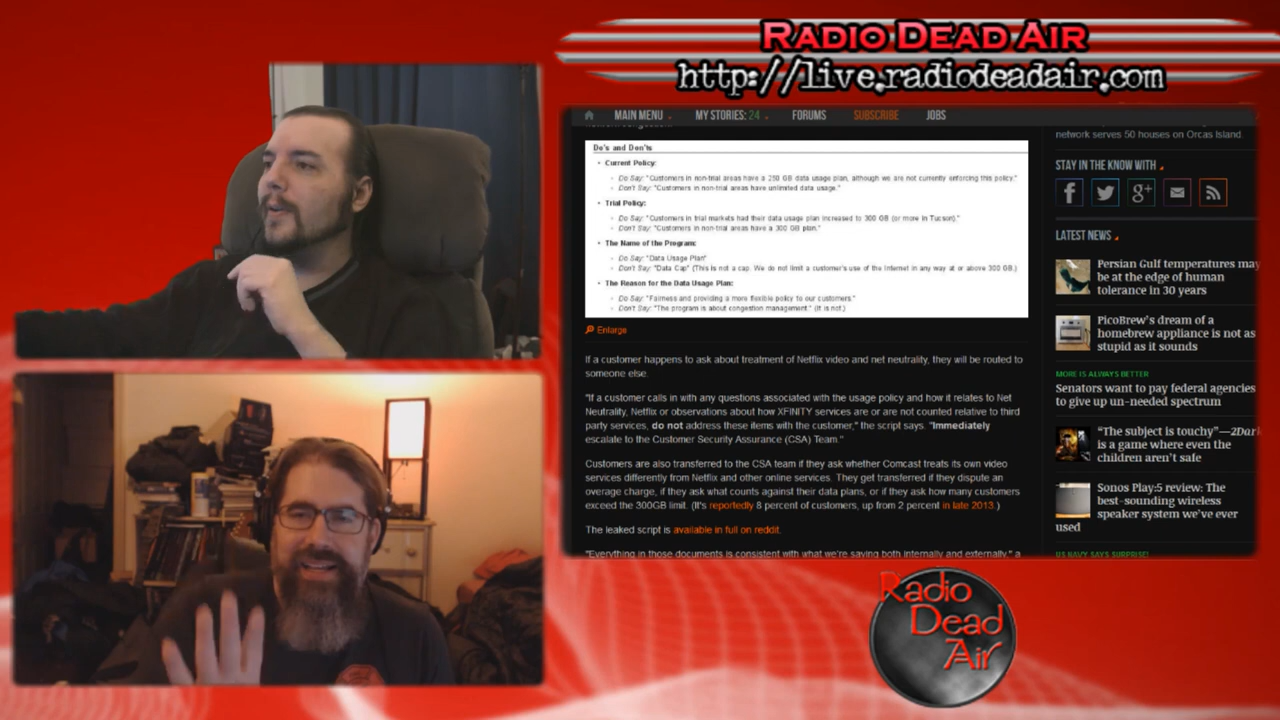 RADIO DEAD AIR
http://live.radiodeadair.com
MAIN MENU MY STORIES: 24 FORUMS SUBSCRIBE JOBS
network serves 50 houses on Orcas Island
Do's and Don'ts
• Current Policy:
Do Say: "Customers in non-trial areas have a 250 GB data usage plan, although we are not currently enforcing this policy."
Don't Say: "Customers in non-trial areas have unlimited data usage."
• Trial Policy:
Do Say: "Customers in trial markets had their data usage plan increased to 300 GB (or more in Tucson)."
Don't Say: "Customers in non-trial areas have a 300 GB plan."
• The Name of the Program:
Do Say: "Data Usage Plan"
Don't Say: "Data Cap" (This is not a cap. We do not limit a customer's use of the Internet in any way at or above 300 GB.)
• The Reason for the Data Usage Plan:
Do Say: "Fairness and providing a more flexible policy to our customers."
Don't Say: "The program is about congestion management." (It is not.)
Enlarge
If a customer happens to ask about treatment of Netflix video and net neutrality, they will be routed to
someone else.
"If a customer calls in with any questions associated with the usage policy and how it relates to Net
Neutrality, Netflix or observations about how XFINITY services are or are not counted relative to third
party services, do not address these items with the customer," the script says. "Immediately
escalate to the Customer Security Assurance (CSA) Team."
Customers are also transferred to the CSA team if they ask whether Comcast treats its own video
services differently from Netflix and other online services. They get transferred if they dispute an
overage charge, if they ask what counts against their data plans, or if they ask how many customers
exceed the 300GB limit. (It's reportedly 8 percent of customers, up from 2 percent in late 2013.)
The leaked script is available in full on reddit.
"Everything in those documents is consistent with what we're saying both internally and externally," a
STAY IN THE KNOW WITH
f g+
LATEST NEWS
Persian Gulf temperatures may
be at the edge of human
tolerance in 30 years
PicoBrew's dream of a
homebrew appliance is not as
stupid as it sounds
MORE IS ALWAYS BETTER
Senators want to pay federal agencies
to give up un-needed spectrum
"The subject is touchy"—2Dark
is a game where even the
children aren't safe
Sonos Play:5 review: The
best-sounding wireless
speaker system we've ever
used
US NAVY SAYS SURPRISE!
Radio
Dead
Air